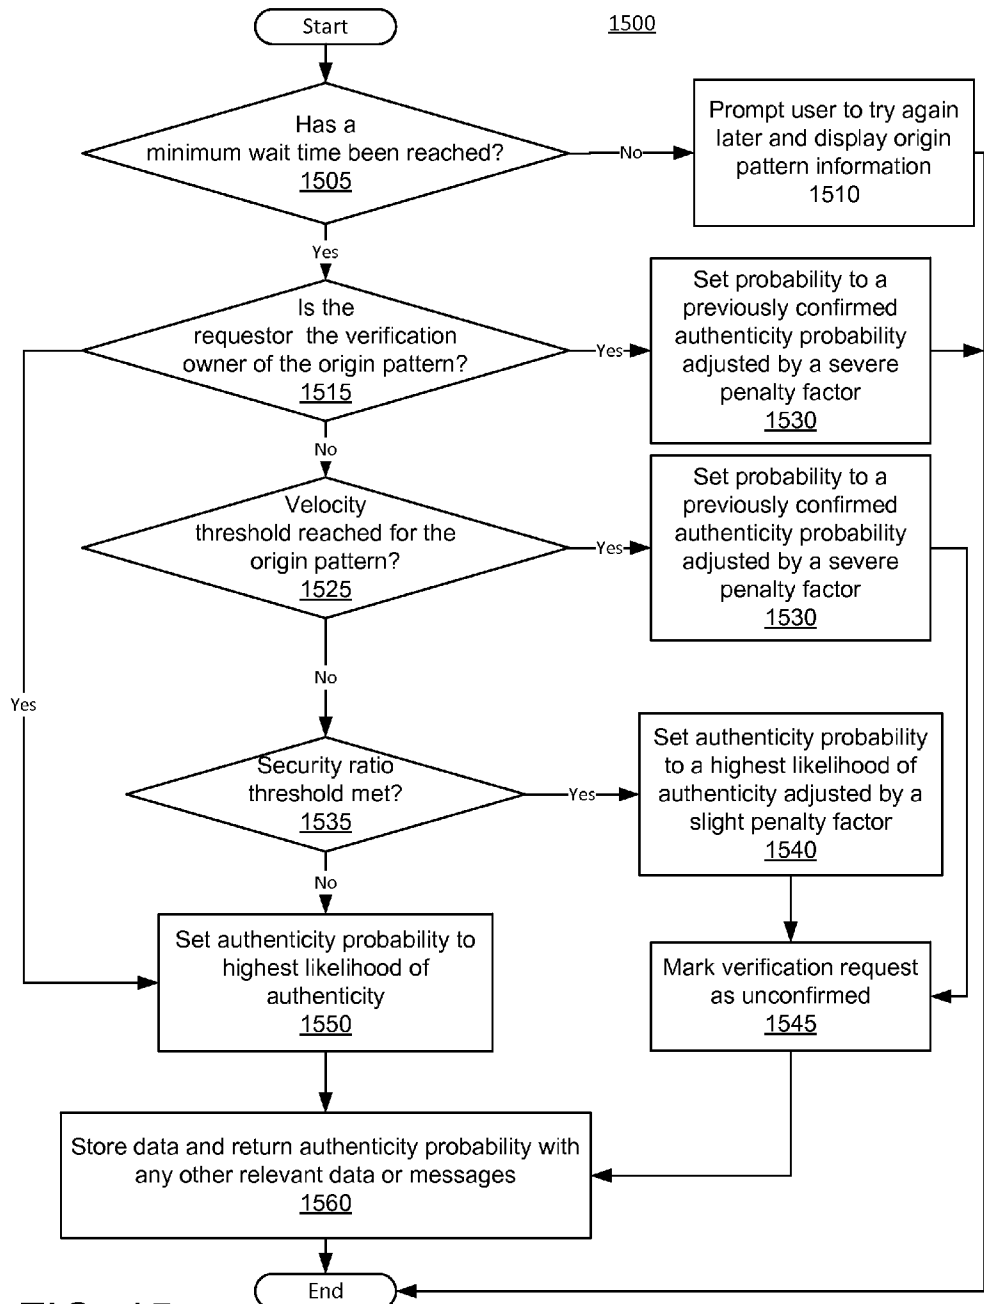 Start
1500
Has a
minimum wait time been reached?
1505
No
Prompt user to try again
later and display origin
pattern information
1510
Yes
Is the
requestor the verification
owner of the origin pattern?
1515
Yes
Set probability to a
previously confirmed
authenticity probability
adjusted by a severe
penalty factor
1530
No
Velocity
threshold reached for the
origin pattern?
1525
Yes
Set probability to a
previously confirmed
authenticity probability
adjusted by a severe
penalty factor
1530
No
Yes
Security ratio
threshold met?
1535
Yes
Set authenticity probability
to a highest likelihood of
authenticity adjusted by a
slight penalty factor
1540
No
Set authenticity probability to
highest likelihood of
authenticity
1550
Mark verification request
as unconfirmed
1545
Store data and return authenticity probability with
any other relevant data or messages
1560
End